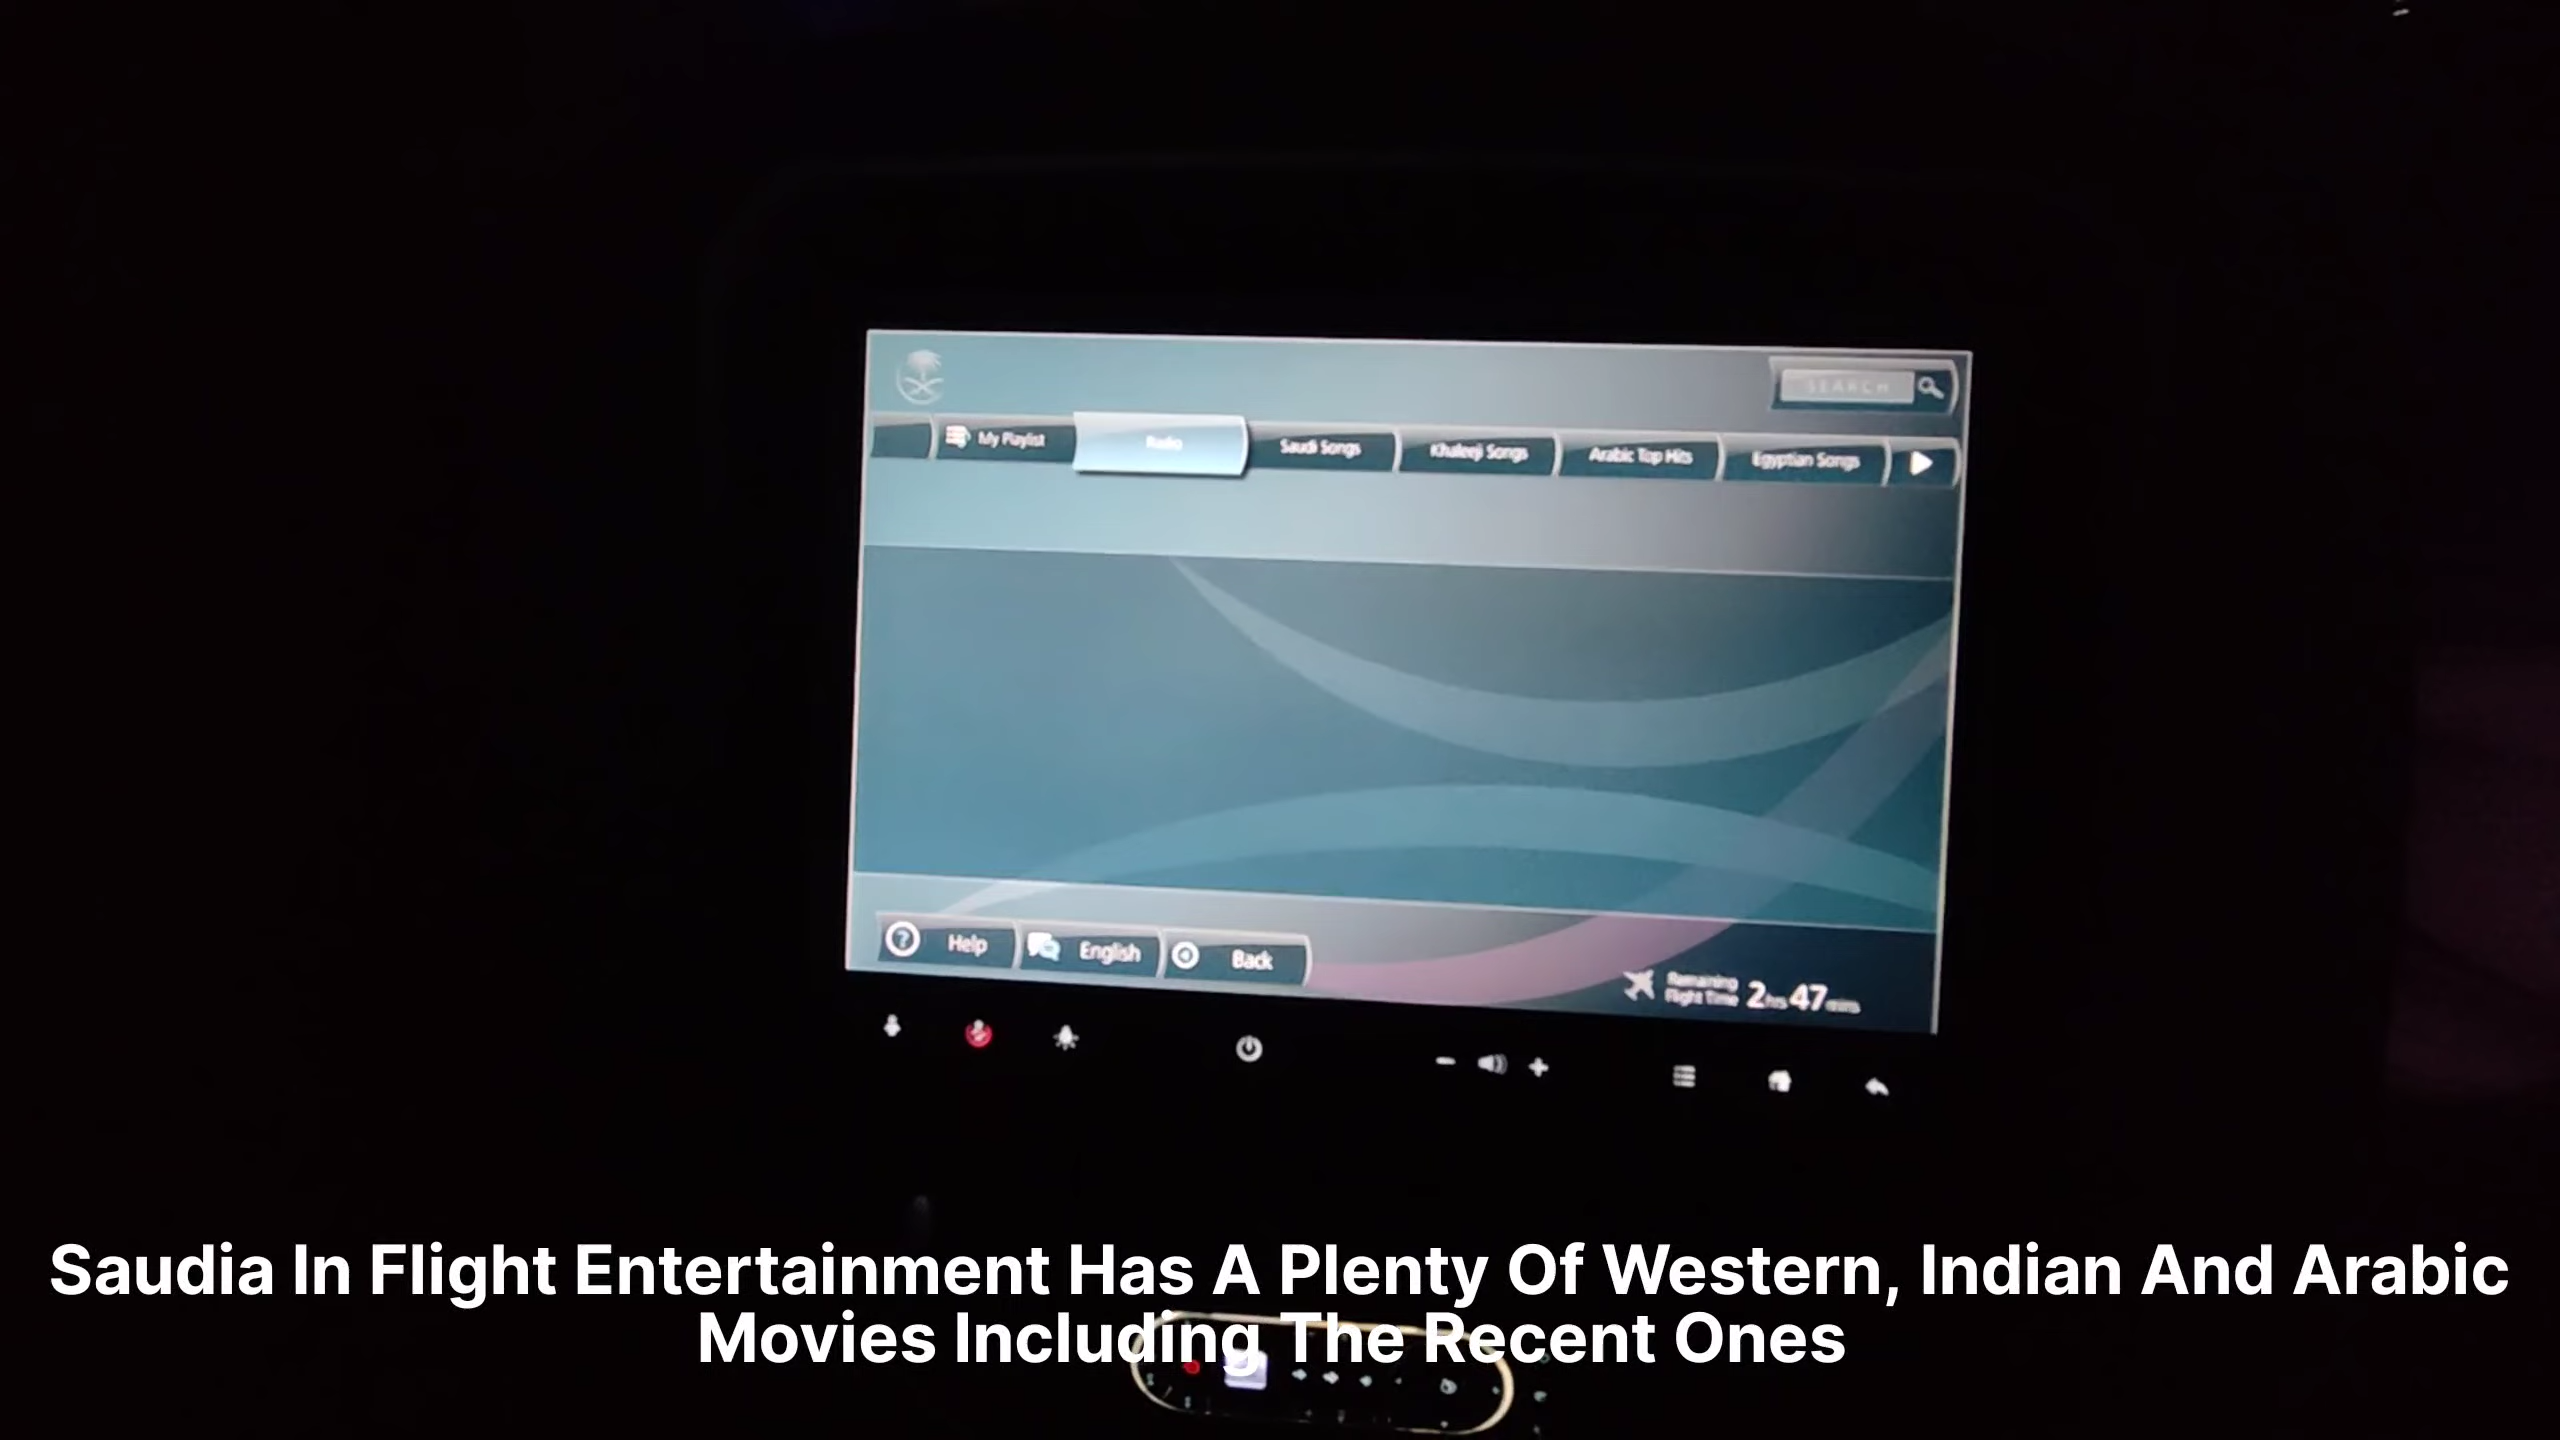 SEARCH
My Playlist
Radio
Saudi Songs
Khaleeji Songs
Arabic Top Hits
Egyptian Songs
Help
English
Back
Remaining
Flight Time 2hrs 47mins
Saudia In Flight Entertainment Has A Plenty Of Western, Indian And Arabic
Movies Including The Recent Ones